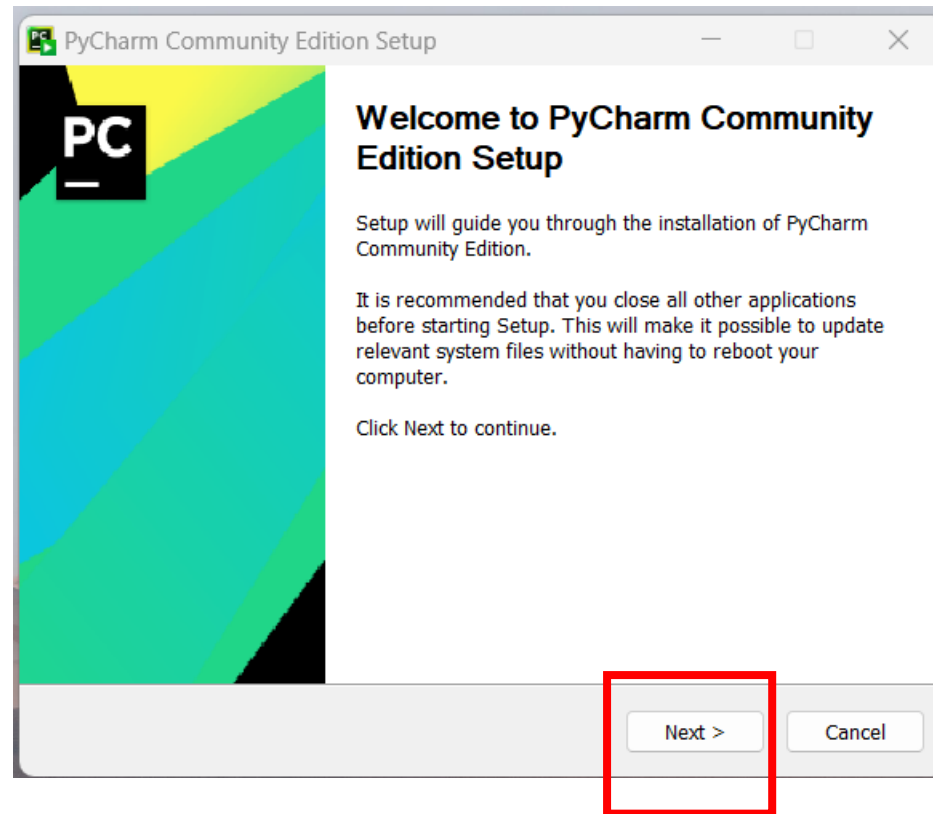 PyCharm Community Edition Setup
PC
Welcome to PyCharm Community
Edition Setup
Setup will guide you through the installation of PyCharm
Community Edition.
It is recommended that you close all other applications
before starting Setup. This will make it possible to update
relevant system files without having to reboot your
computer.
Click Next to continue.
Next >
Cancel